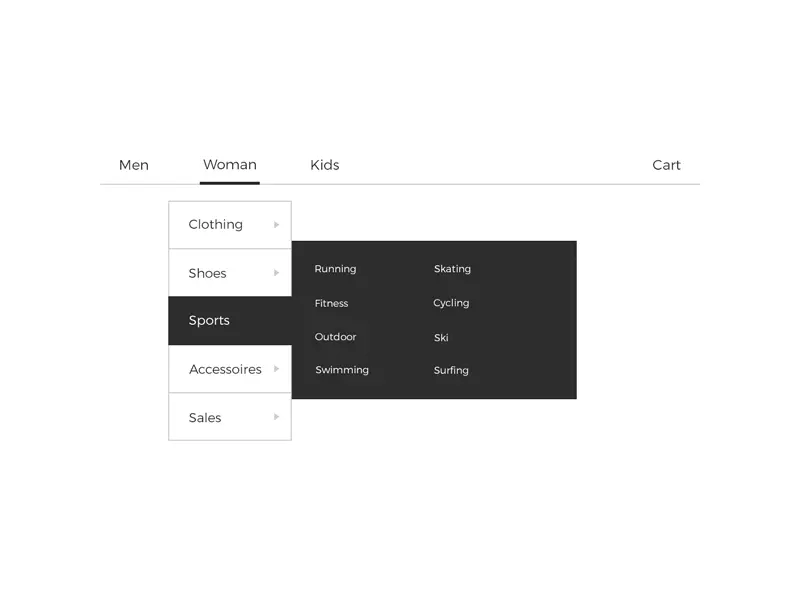 Men Woman Kids Cart
Clothing
Shoes
Sports
Accessoires
Sales
Running Skating
Fitness Cycling
Outdoor Ski
Swimming Surfing